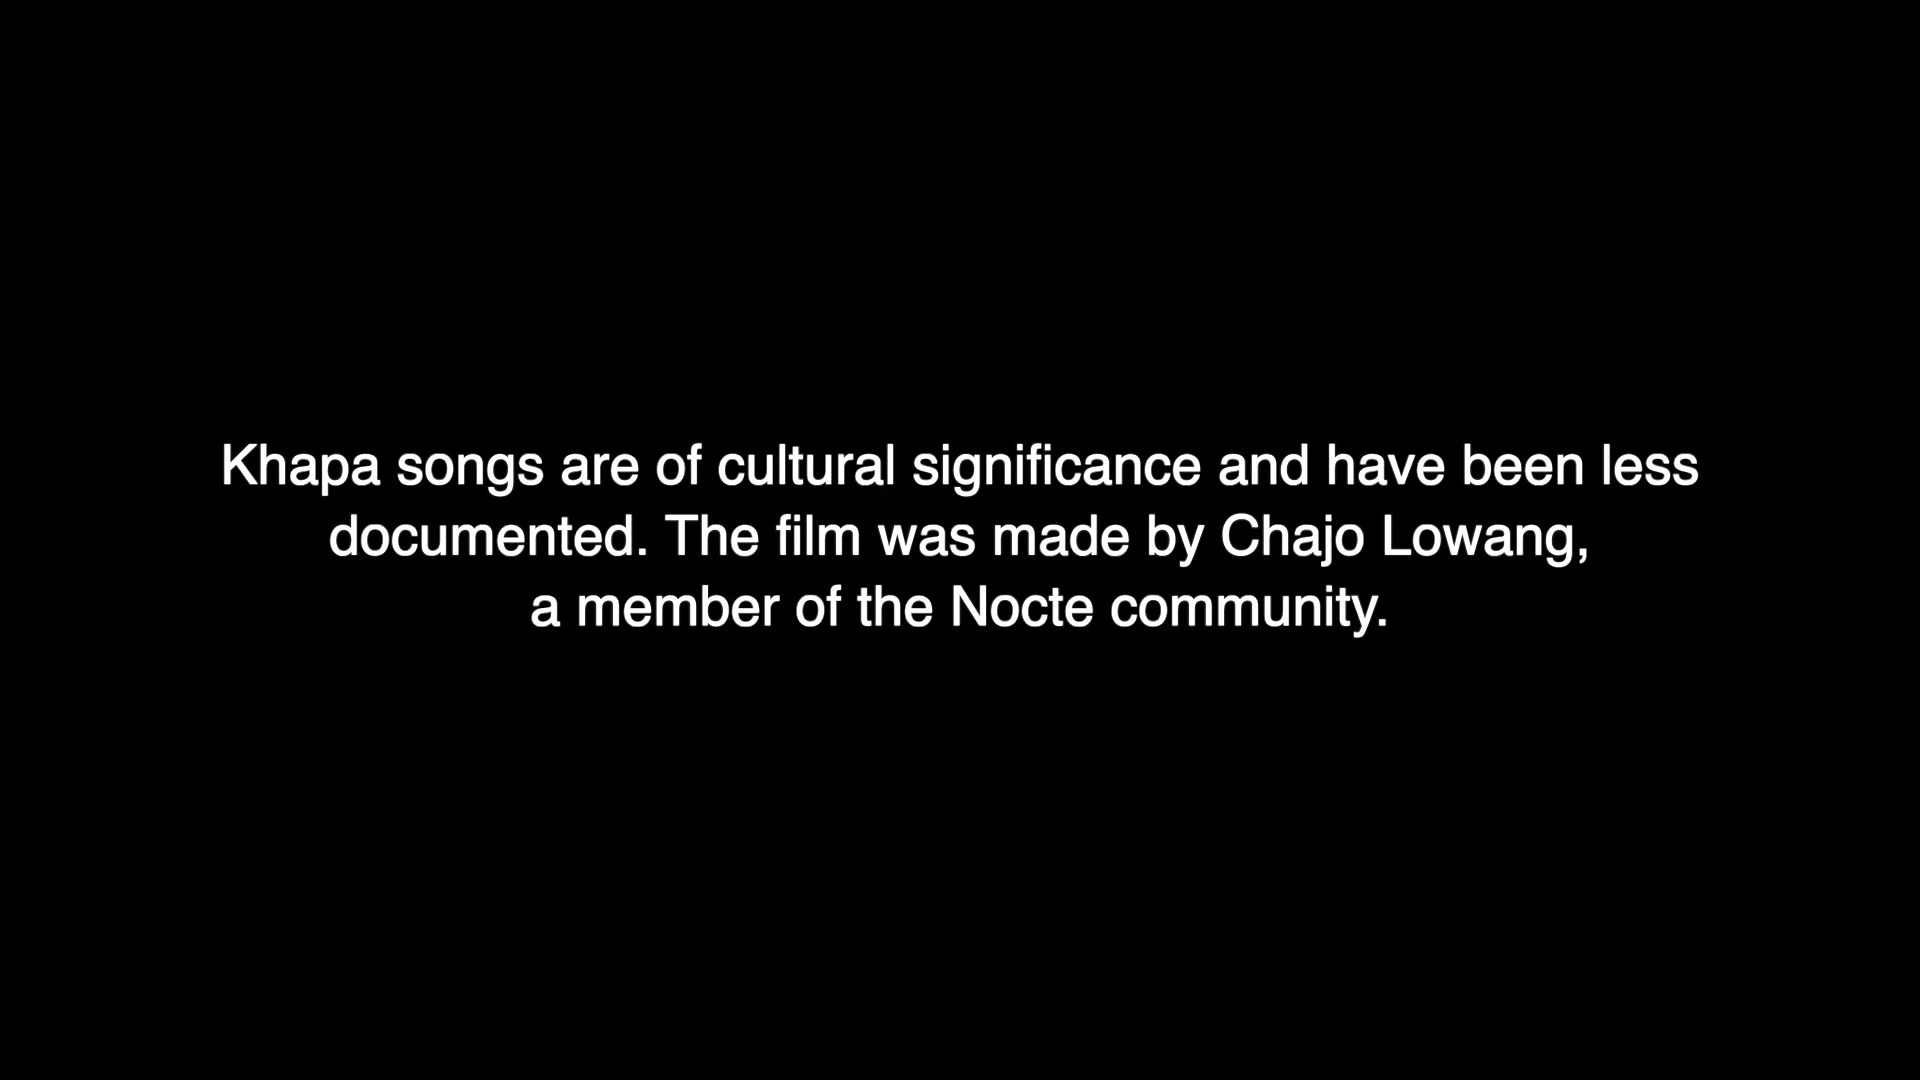 Khapa songs are of cultural significance and have been less
documented. The film was made by Chajo Lowang,
a member of the Nocte community.